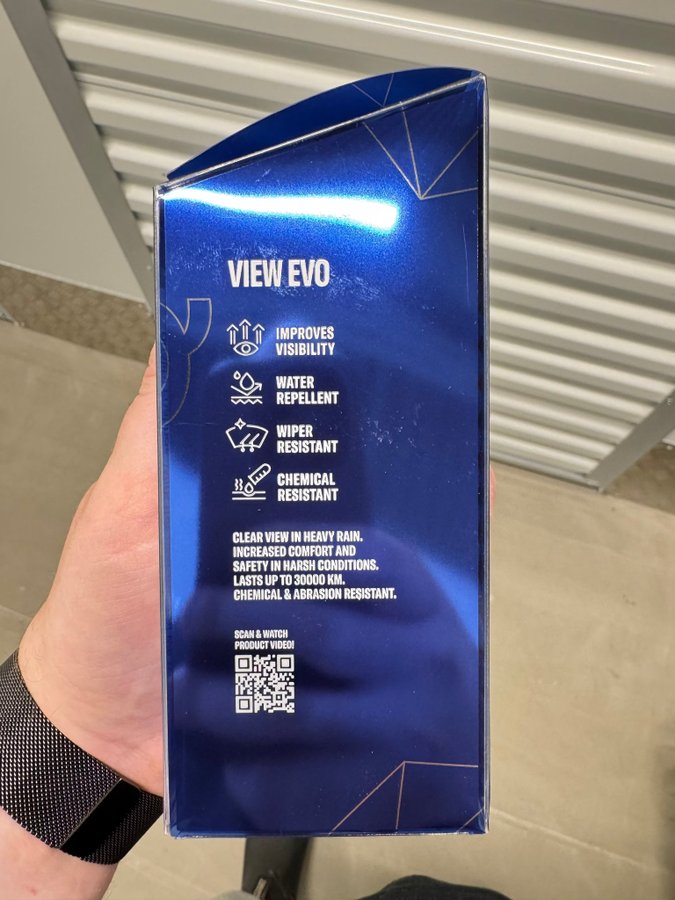 VIEW EVO
IMPROVES
VISIBILITY
WATER
REPELLENT
WIPER
RESISTANT
CHEMICAL
RESISTANT
CLEAR VIEW IN HEAVY RAIN.
INCREASED COMFORT AND
SAFETY IN HARSH CONDITIONS.
LASTS UP TO 30000 KM.
CHEMICAL & ABRASION RESISTANT.
SCAN & WATCH
PRODUCT VIDEO!